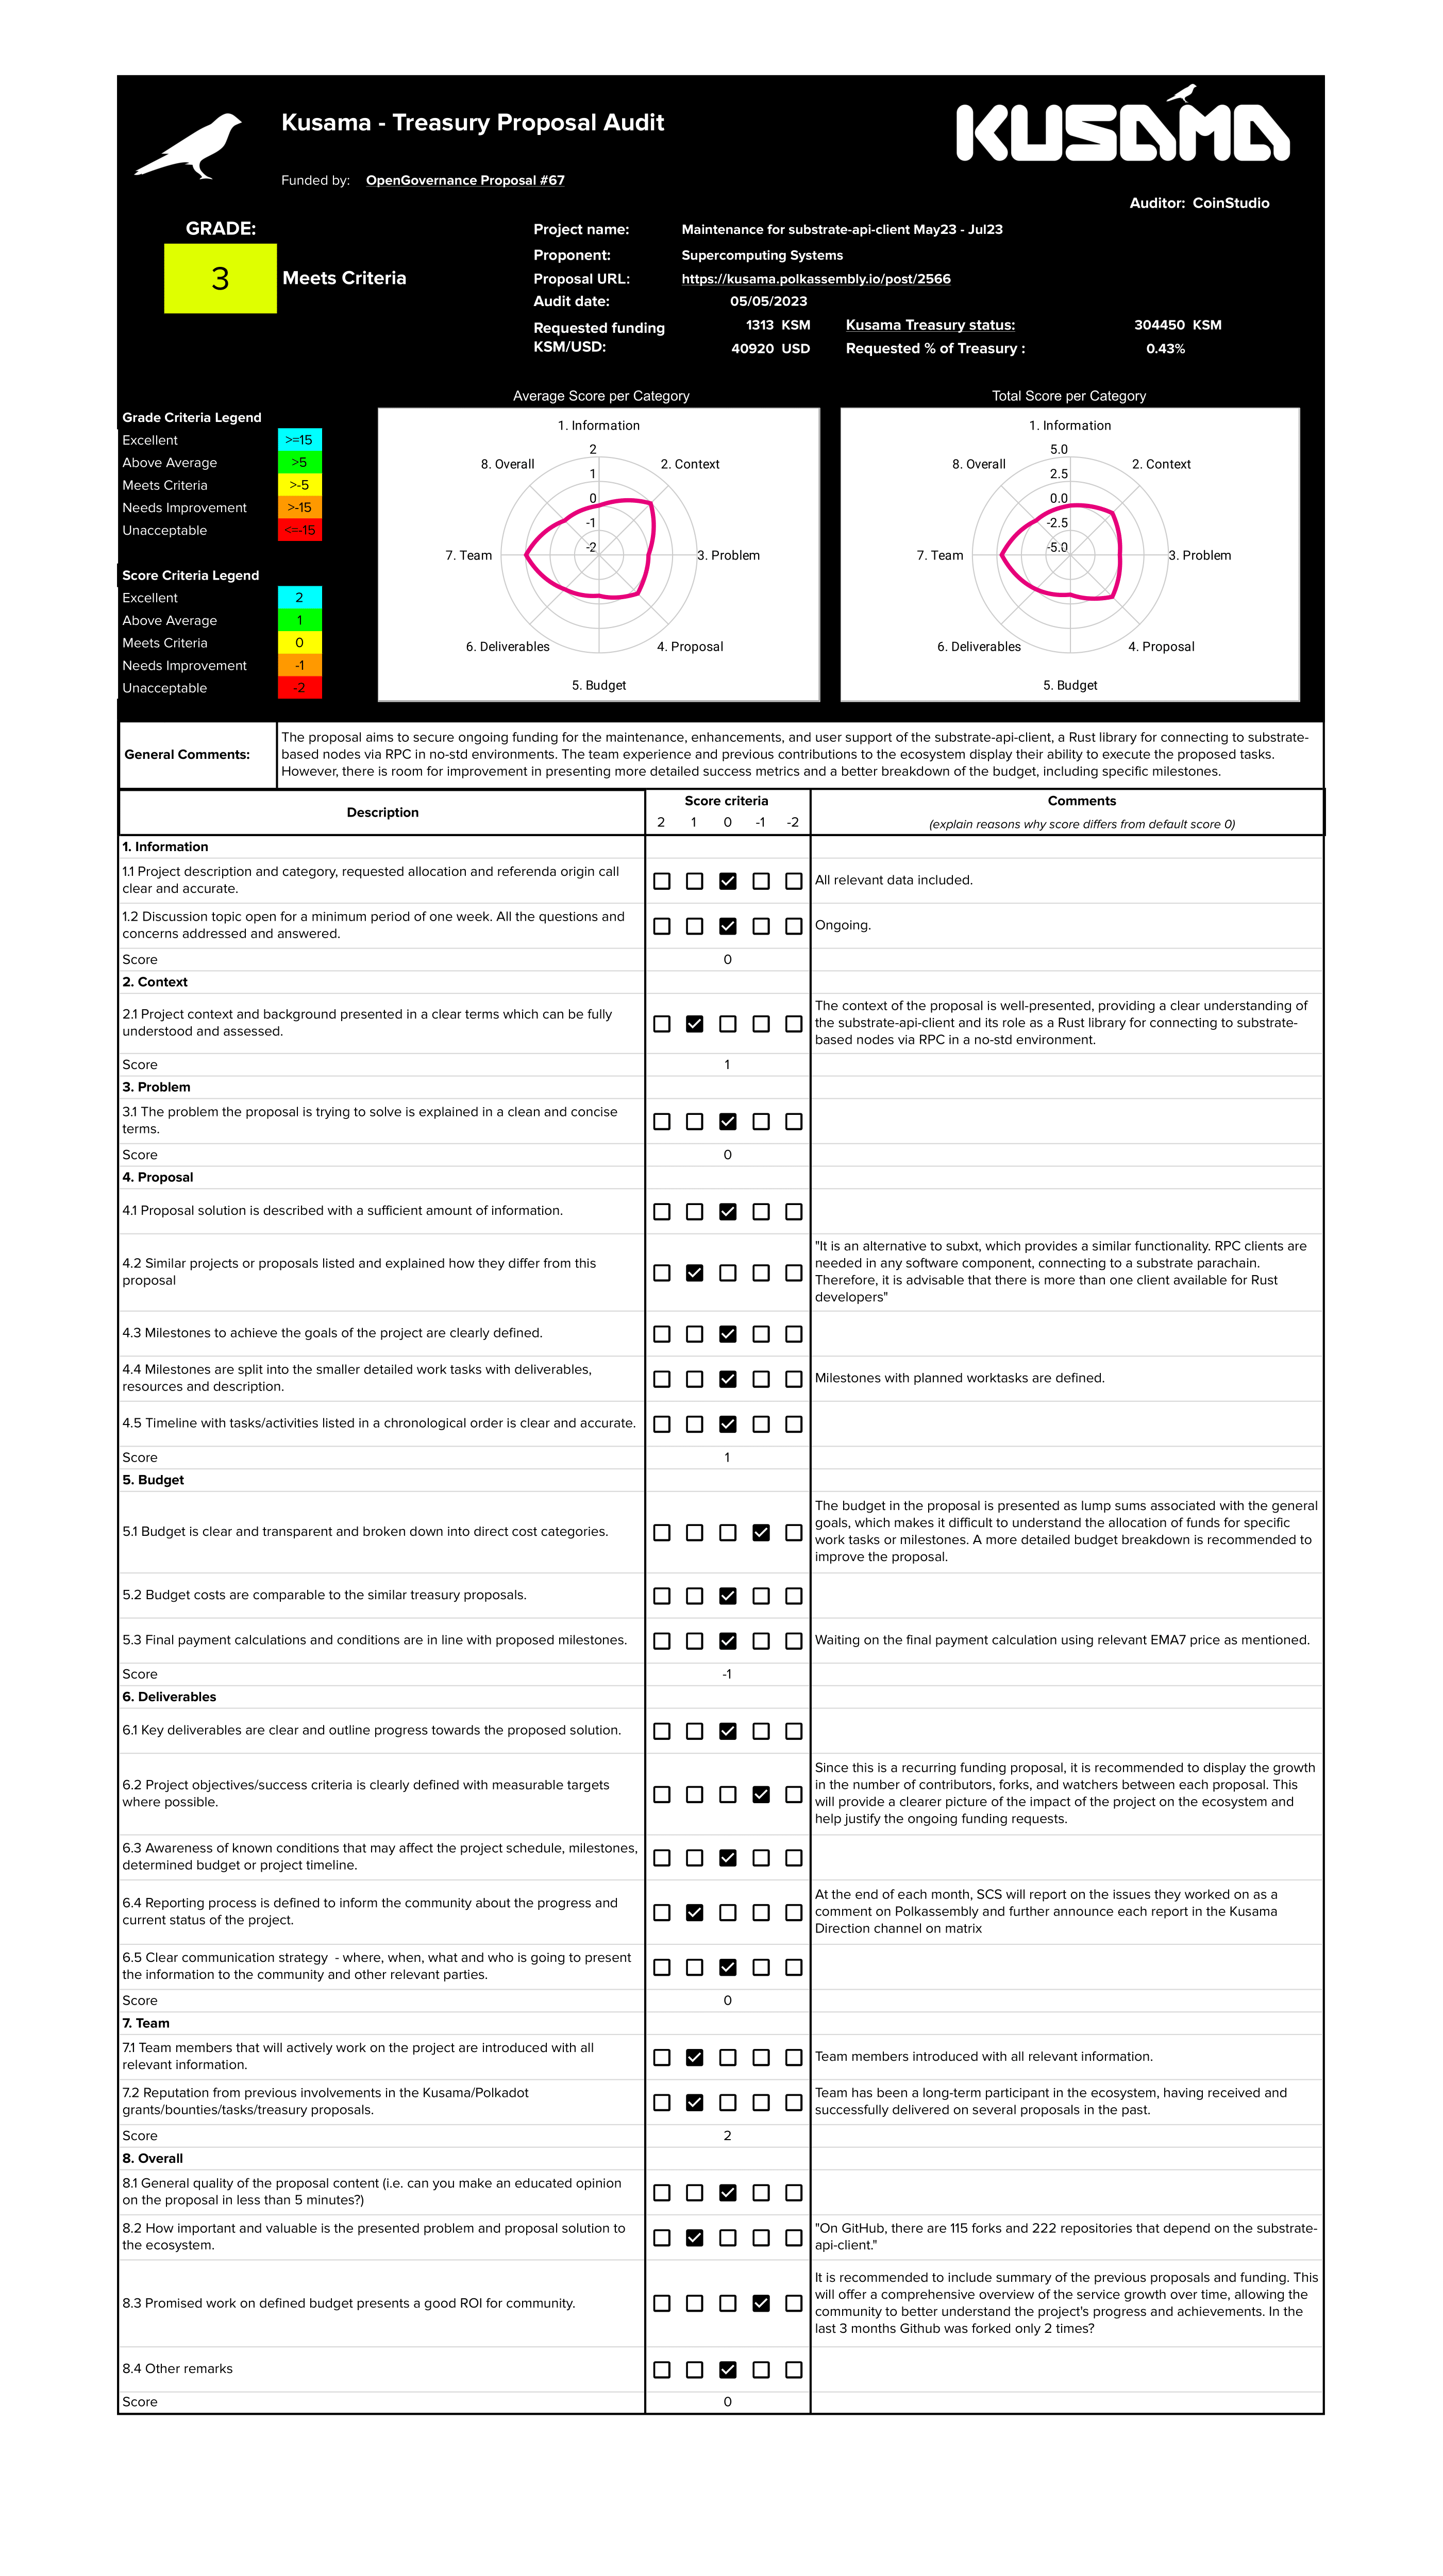 KUSAMA
Kusama - Treasury Proposal Audit
Funded by: OpenGovernance Proposal #67
Auditor: CoinStudio
GRADE:
3
Meets Criteria
Project name: Maintenance for substrate-api-client May23 - Jul23
Proponent: Supercomputing Systems
Proposal URL: https://kusama.polkassembly.io/post/2566
Audit date: 05/05/2023
Requested funding KSM/USD:
1313 KSM
40920 USD
Kusama Treasury status: 304450 KSM
Requested % of Treasury : 0.43%
Grade Criteria Legend
Excellent >=15
Above Average >5
Meets Criteria >-5
Needs Improvement >-15
Unacceptable <=-15
Score Criteria Legend
Excellent 2
Above Average 1
Meets Criteria 0
Needs Improvement -1
Unacceptable -2
Average Score per Category
1. Information
2. Context
3. Problem
4. Proposal
5. Budget
6. Deliverables
7. Team
8. Overall
2
1
0
-1
-2
Total Score per Category
1. Information
2. Context
3. Problem
4. Proposal
5. Budget
6. Deliverables
7. Team
8. Overall
5.0
2.5
0.0
-2.5
-5.0
General Comments:
The proposal aims to secure ongoing funding for the maintenance, enhancements, and user support of the substrate-api-client, a Rust library for connecting to substrate-
based nodes via RPC in no-std environments. The team experience and previous contributions to the ecosystem display their ability to execute the proposed tasks.
However, there is room for improvement in presenting more detailed success metrics and a better breakdown of the budget, including specific milestones.
Description
Score criteria
2 1 0 -1 -2
Comments
(explain reasons why score differs from default score 0)
1. Information
1.1 Project description and category, requested allocation and referenda origin call
clear and accurate.
All relevant data included.
1.2 Discussion topic open for a minimum period of one week. All the questions and
concerns addressed and answered.
Ongoing.
Score 0
2. Context
2.1 Project context and background presented in a clear terms which can be fully
understood and assessed.
The context of the proposal is well-presented, providing a clear understanding of
the substrate-api-client and its role as a Rust library for connecting to substrate-
based nodes via RPC in a no-std environment.
Score 1
3. Problem
3.1 The problem the proposal is trying to solve is explained in a clean and concise
terms.
Score 0
4. Proposal
4.1 Proposal solution is described with a sufficient amount of information.
4.2 Similar projects or proposals listed and explained how they differ from this
proposal
"It is an alternative to subxt, which provides a similar functionality. RPC clients are
needed in any software component, connecting to a substrate parachain.
Therefore, it is advisable that there is more than one client available for Rust
developers"
4.3 Milestones to achieve the goals of the project are clearly defined.
4.4 Milestones are split into the smaller detailed work tasks with deliverables,
resources and description.
Milestones with planned worktasks are defined.
4.5 Timeline with tasks/activities listed in a chronological order is clear and accurate.
Score 1
5. Budget
5.1 Budget is clear and transparent and broken down into direct cost categories.
The budget in the proposal is presented as lump sums associated with the general
goals, which makes it difficult to understand the allocation of funds for specific
work tasks or milestones. A more detailed budget breakdown is recommended to
improve the proposal.
5.2 Budget costs are comparable to the similar treasury proposals.
5.3 Final payment calculations and conditions are in line with proposed milestones.
Waiting on the final payment calculation using relevant EMA7 price as mentioned.
Score -1
6. Deliverables
6.1 Key deliverables are clear and outline progress towards the proposed solution.
6.2 Project objectives/success criteria is clearly defined with measurable targets
where possible.
Since this is a recurring funding proposal, it is recommended to display the growth
in the number of contributors, forks, and watchers between each proposal. This
will provide a clearer picture of the impact of the project on the ecosystem and
help justify the ongoing funding requests.
6.3 Awareness of known conditions that may affect the project schedule, milestones,
determined budget or project timeline.
6.4 Reporting process is defined to inform the community about the progress and
current status of the project.
At the end of each month, SCS will report on the issues they worked on as a
comment on Polkassembly and further announce each report in the Kusama
Direction channel on matrix
6.5 Clear communication strategy - where, when, what and who is going to present
the information to the community and other relevant parties.
Score 0
7. Team
7.1 Team members that will actively work on the project are introduced with all
relevant information.
Team members introduced with all relevant information.
7.2 Reputation from previous involvements in the Kusama/Polkadot
grants/bounties/tasks/treasury proposals.
Team has been a long-term participant in the ecosystem, having received and
successfully delivered on several proposals in the past.
Score 2
8. Overall
8.1 General quality of the proposal content (i.e. can you make an educated opinion
on the proposal in less than 5 minutes?)
8.2 How important and valuable is the presented problem and proposal solution to
the ecosystem.
"On GitHub, there are 115 forks and 222 repositories that depend on the substrate-
api-client."
8.3 Promised work on defined budget presents a good ROI for community.
It is recommended to include summary of the previous proposals and funding. This
will offer a comprehensive overview of the service growth over time, allowing the
community to better understand the project's progress and achievements. In the
last 3 months Github was forked only 2 times?
8.4 Other remarks
Score 0